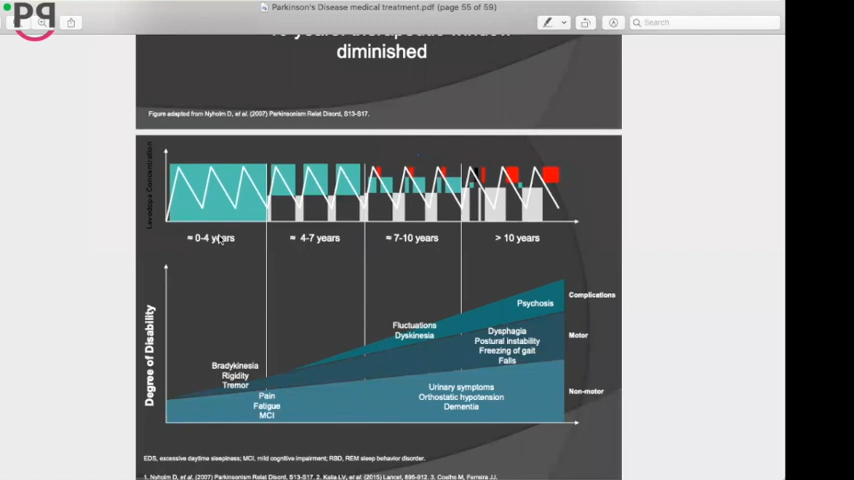 Parkinson's Disease medical treatment.pdf (page 55 of 59)
pq
Search
diminished
Figure adapted from Nyholm D, et al. (2007) Parkinsonism Relat Disord, S13-S17.
Levodopa Concentration
≈ 0-4 years
≈ 4-7 years
≈ 7-10 years
> 10 years
Degree of Disability
Psychosis
Complications
Fluctuations
Dyskinesia
Dysphagia
Postural instability
Freezing of gait
Falls
Motor
Bradykinesia
Rigidity
Tremor
Pain
Fatigue
MCI
Urinary symptoms
Orthostatic hypotension
Dementia
Non-motor
EDS, excessive daytime sleepiness; MCI, mild cognitive impairment; RBD, REM sleep behavior disorder.
1. Nyholm D, et al. (2007) Parkinsonism Relat Disord, S13-S17. 2. Kalia LV, et al. (2015) Lancet, 896-912. 3. Coelho M, Ferreira JJ.